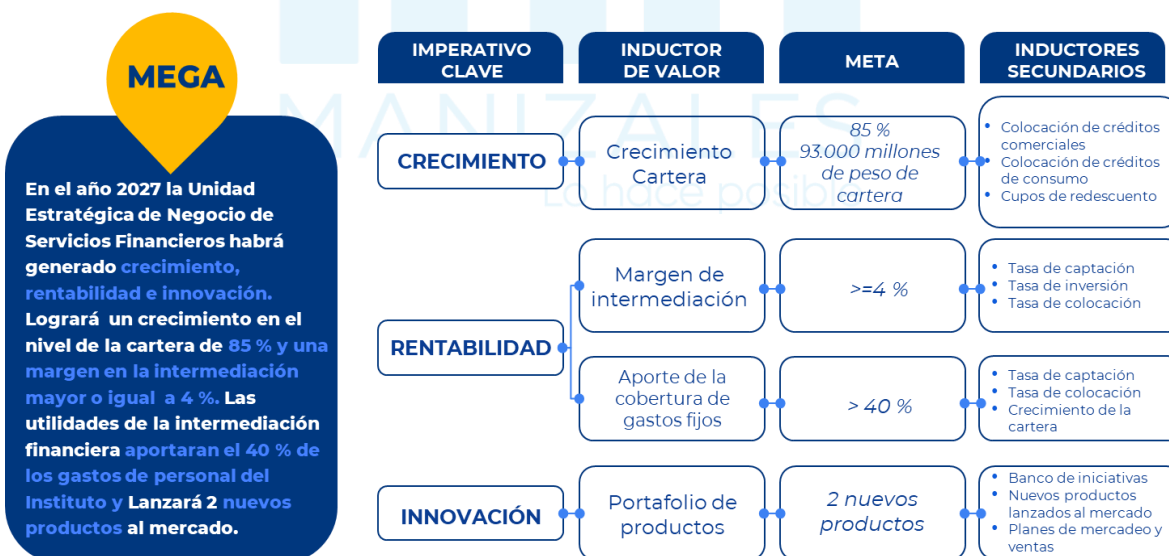 MEGA
En el año 2027 la Unidad
Estratégica de Negocio de
Servicios Financieros habrá
generado crecimiento,
rentabilidad e innovación.
Logrará un crecimiento en el
nivel de la cartera de 85 % y una
margen en la intermediación
mayor o igual a 4 %. Las
utilidades de la intermediación
financiera aportaran el 40 % de
los gastos de personal del
Instituto y Lanzará 2 nuevos
productos al mercado.
MANIZALES
Lo hace posible
IMPERATIVO
CLAVE
INDUCTOR
DE VALOR
META
INDUCTORES
SECUNDARIOS
CRECIMIENTO
Crecimiento
Cartera
85 %
93.000 millones
de peso de
cartera
• Colocación de créditos
comerciales
• Colocación de créditos
de consumo
• Cupos de redescuento
RENTABILIDAD
Margen de
intermediación
>=4 %
• Tasa de captación
• Tasa de inversión
• Tasa de colocación
Aporte de la
cobertura de
gastos fijos
> 40 %
• Tasa de captación
• Tasa de colocación
• Crecimiento de la
cartera
INNOVACIÓN
Portafolio de
productos
2 nuevos
productos
• Banco de iniciativas
• Nuevos productos
lanzados al mercado
• Planes de mercadeo y
ventas